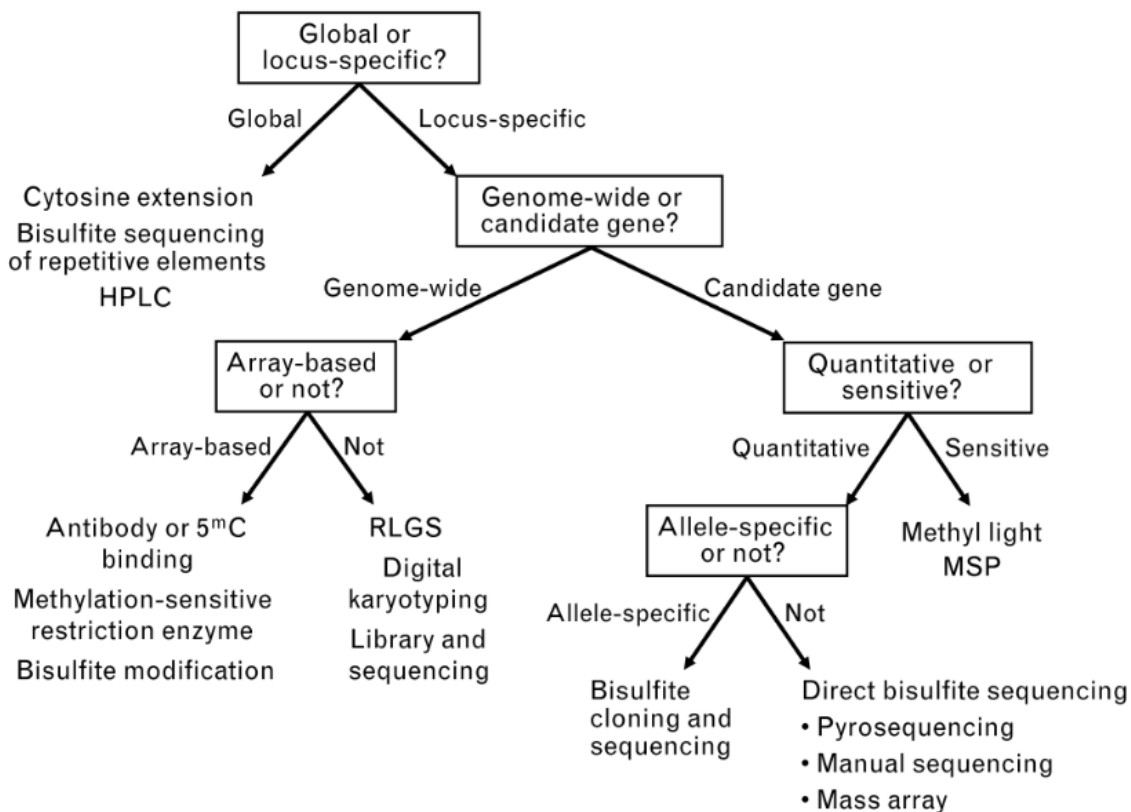 Global or
locus-specific?
Global
Locus-specific
Cytosine extension
Bisulfite sequencing
of repetitive elements
HPLC
Genome-wide or
candidate gene?
Genome-wide
Candidate gene
Array-based
or not?
Array-based
Not
Antibody or 5ᵐC
binding
Methylation-sensitive
restriction enzyme
Bisulfite modification
RLGS
Digital
karyotyping
Library and
sequencing
Quantitative or
sensitive?
Quantitative
Sensitive
Allele-specific
or not?
Methyl light
MSP
Allele-specific
Not
Bisulfite
cloning and
sequencing
Direct bisulfite sequencing
• Pyrosequencing
• Manual sequencing
• Mass array